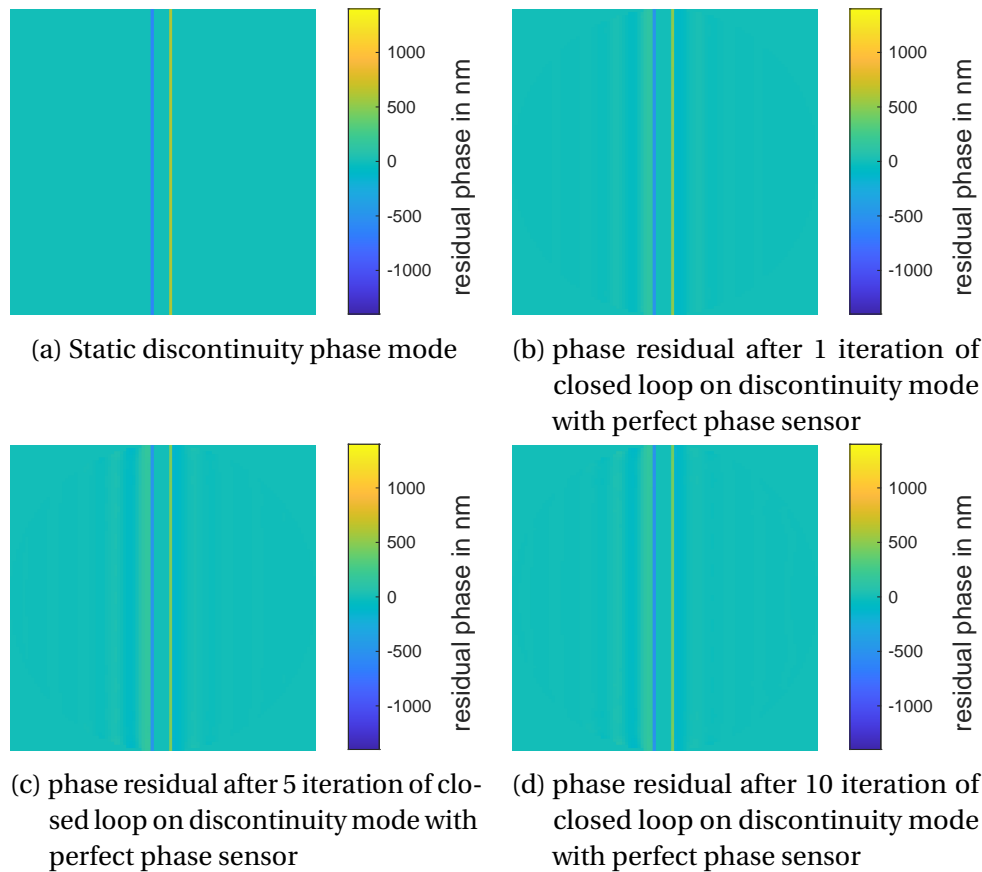 1000
500
0
-500
-1000
residual phase in nm
1000
500
0
-500
-1000
residual phase in nm
(a) Static discontinuity phase mode
(b) phase residual after 1 iteration of
closed loop on discontinuity mode
with perfect phase sensor
1000
500
0
-500
-1000
residual phase in nm
1000
500
0
-500
-1000
residual phase in nm
(c) phase residual after 5 iteration of clo-
sed loop on discontinuity mode with
perfect phase sensor
(d) phase residual after 10 iteration of
closed loop on discontinuity mode
with perfect phase sensor